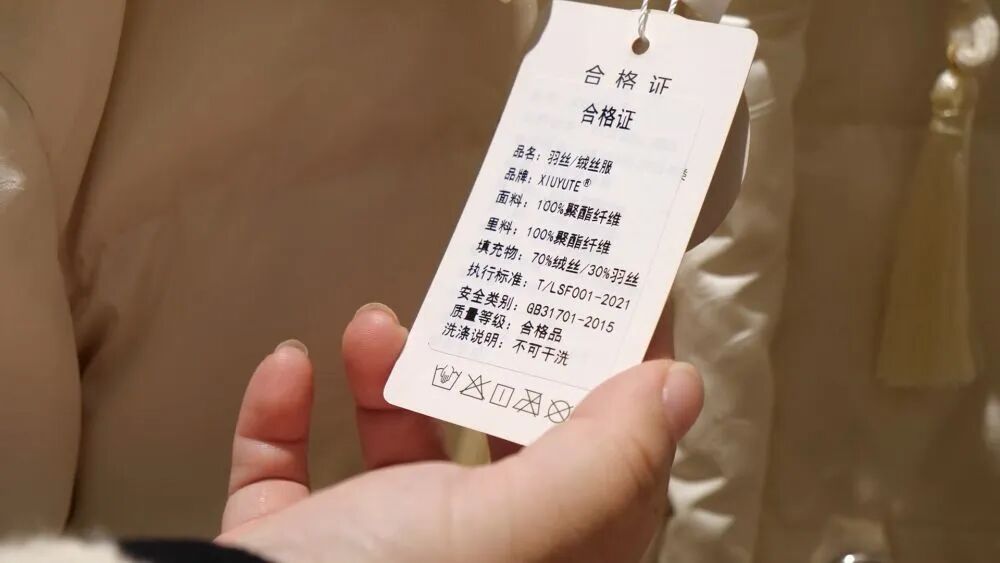 合格证
合格证
品名：羽丝/绒丝服
品牌：XIUYUTE®
面料：100%聚酯纤维
里料：100%聚酯纤维
填充物：70%绒丝/30%羽丝
执行标准：T/LSF001-2021
安全类别：GB31701-2015
质量等级：合格品
洗涤说明：不可干洗